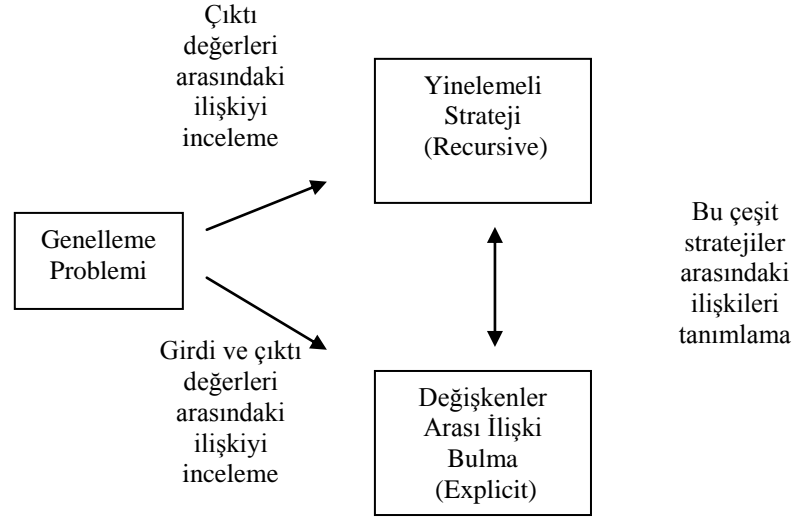 Çıktı
değerleri
arasındaki
ilişkiyi
inceleme
Yinelemeli
Strateji
(Recursive)
Genelleme
Problemi
Bu çeşit
stratejiler
arasındaki
ilişkileri
tanımlama
Girdi ve çıktı
değerleri
arasındaki
ilişkiyi
inceleme
Değişkenler
Arası İlişki
Bulma
(Explicit)